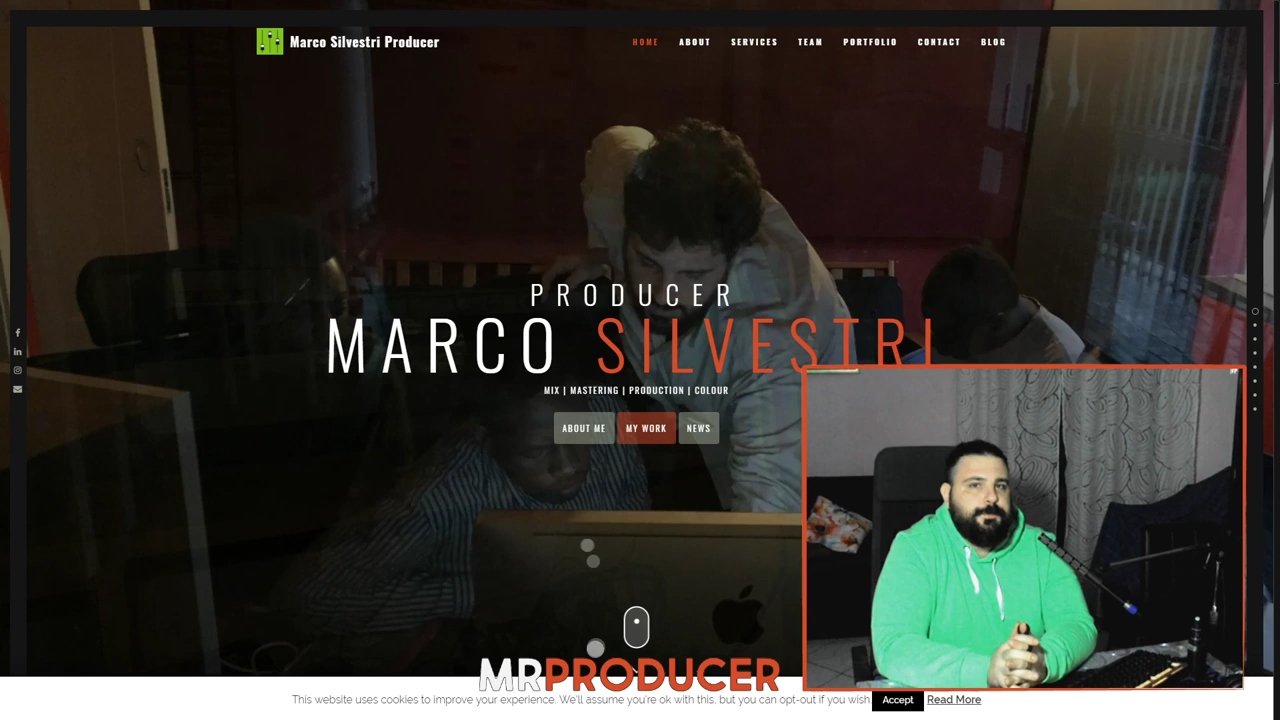 Marco Silvestri Producer
HOME ABOUT SERVICES TEAM PORTFOLIO CONTACT BLOG
PRODUCER
MARCO SILVESTRI
MIX | MASTERING | PRODUCTION | COLOUR
ABOUT ME MY WORK NEWS
MRPRODUCER
This website uses cookies to improve your experience. We'll assume you're ok with this, but you can opt-out if you wish. Accept Read More